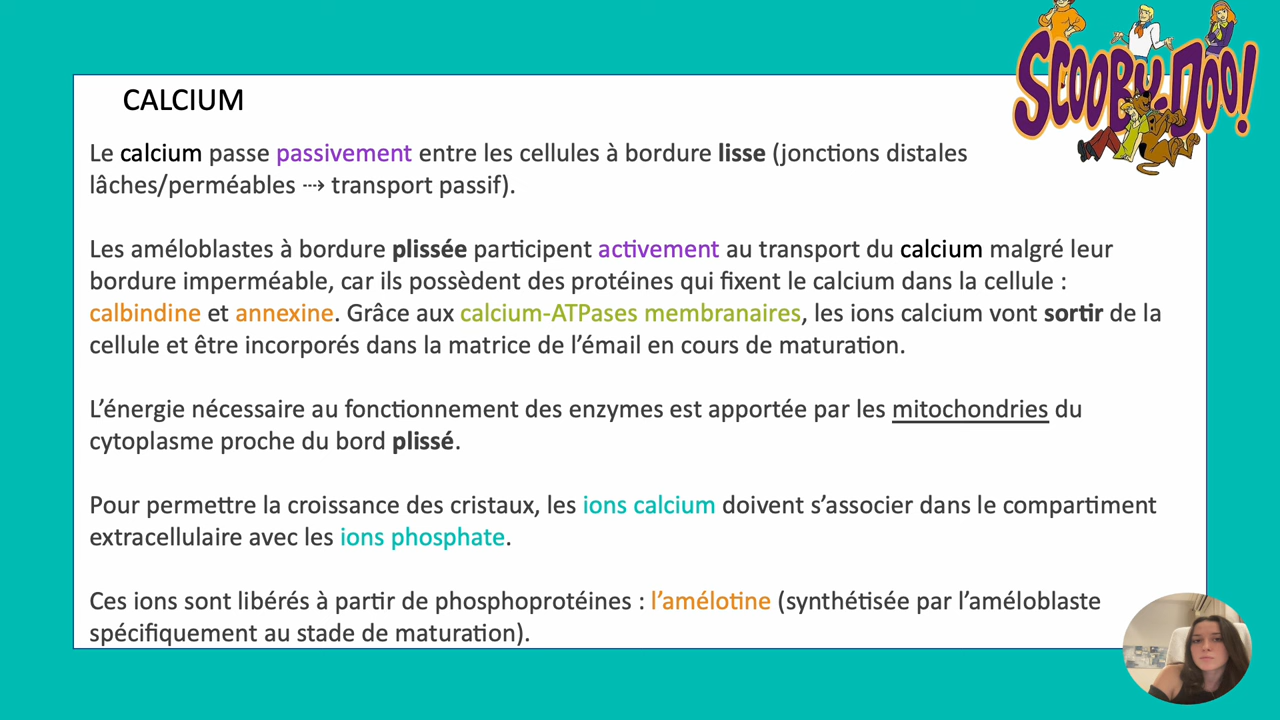 SCOOBY-DOO!
CALCIUM
Le calcium passe passivement entre les cellules à bordure lisse (jonctions distales
lâches/perméables ⇢ transport passif).
Les améloblastes à bordure plissée participent activement au transport du calcium malgré leur
bordure imperméable, car ils possèdent des protéines qui fixent le calcium dans la cellule :
calbindine et annexine. Grâce aux calcium-ATPases membranaires, les ions calcium vont sortir de la
cellule et être incorporés dans la matrice de l’émail en cours de maturation.
L’énergie nécessaire au fonctionnement des enzymes est apportée par les mitochondries du
cytoplasme proche du bord plissé.
Pour permettre la croissance des cristaux, les ions calcium doivent s’associer dans le compartiment
extracellulaire avec les ions phosphate.
Ces ions sont libérés à partir de phosphoprotéines : l’amélotine (synthétisée par l’améloblaste
spécifiquement au stade de maturation).